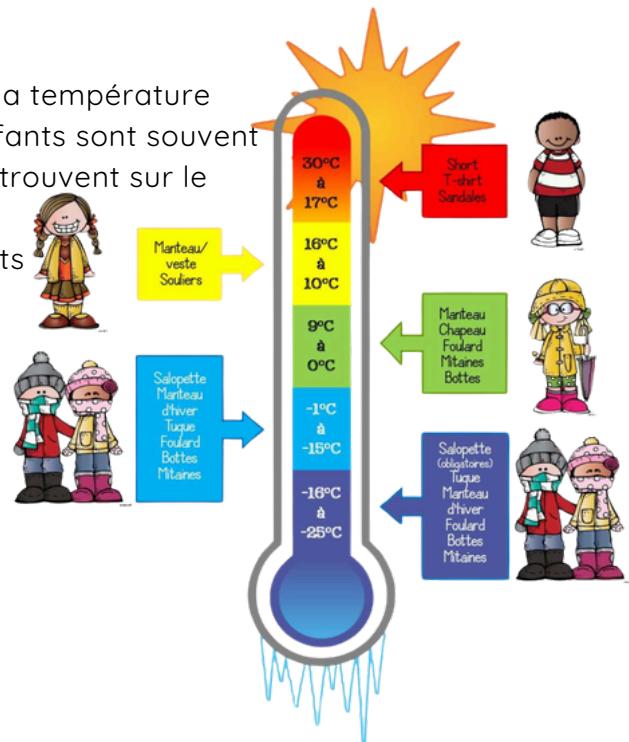 a température
fants sont souvent
trouvent sur le
ts
30°C
à
17°C
Short
T-shirt
Sandales
Manteau/
veste
Souliers
16°C
à
10°C
9°C
à
0°C
Manteau
Chapeau
Foulard
Mitaines
Bottes
Salopette
Manteau
d'hiver
Tuque
Foulard
Bottes
Mitaines
-1°C
à
-15°C
-16°C
à
-25°C
Salopette
(obligatoires)
Tuque
Manteau
d'hiver
Foulard
Bottes
Mitaines